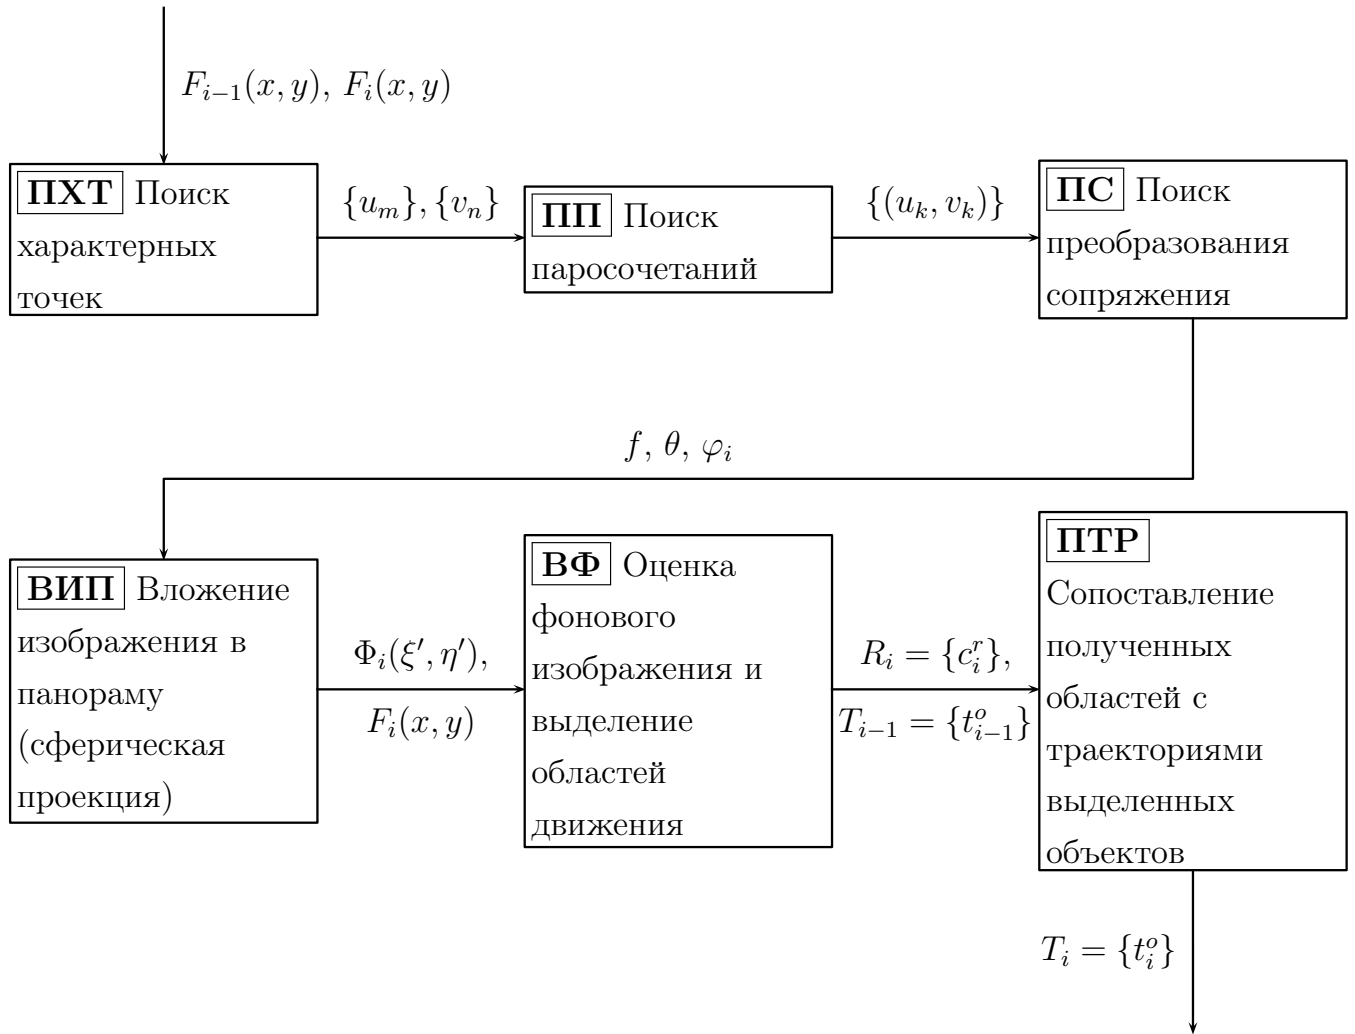 F_{i−1}(x, y), F_i(x, y)
ПХТ Поиск
характерных
точек
{u_m}, {v_n}
ПП Поиск
паросочетаний
{(u_k, v_k)}
ПС Поиск
преобразования
сопряжения
f, θ, φ_i
ВИП Вложение
изображения в
панораму
(сферическая
проекция)
Φ_i(ξ′, η′),
F_i(x, y)
ВФ Оценка
фонового
изображения и
выделение
областей
движения
R_i = {c_i^r},
T_{i−1} = {t_{i−1}^o}
ПТР
Сопоставление
полученных
областей с
траекториями
выделенных
объектов
T_i = {t_i^o}